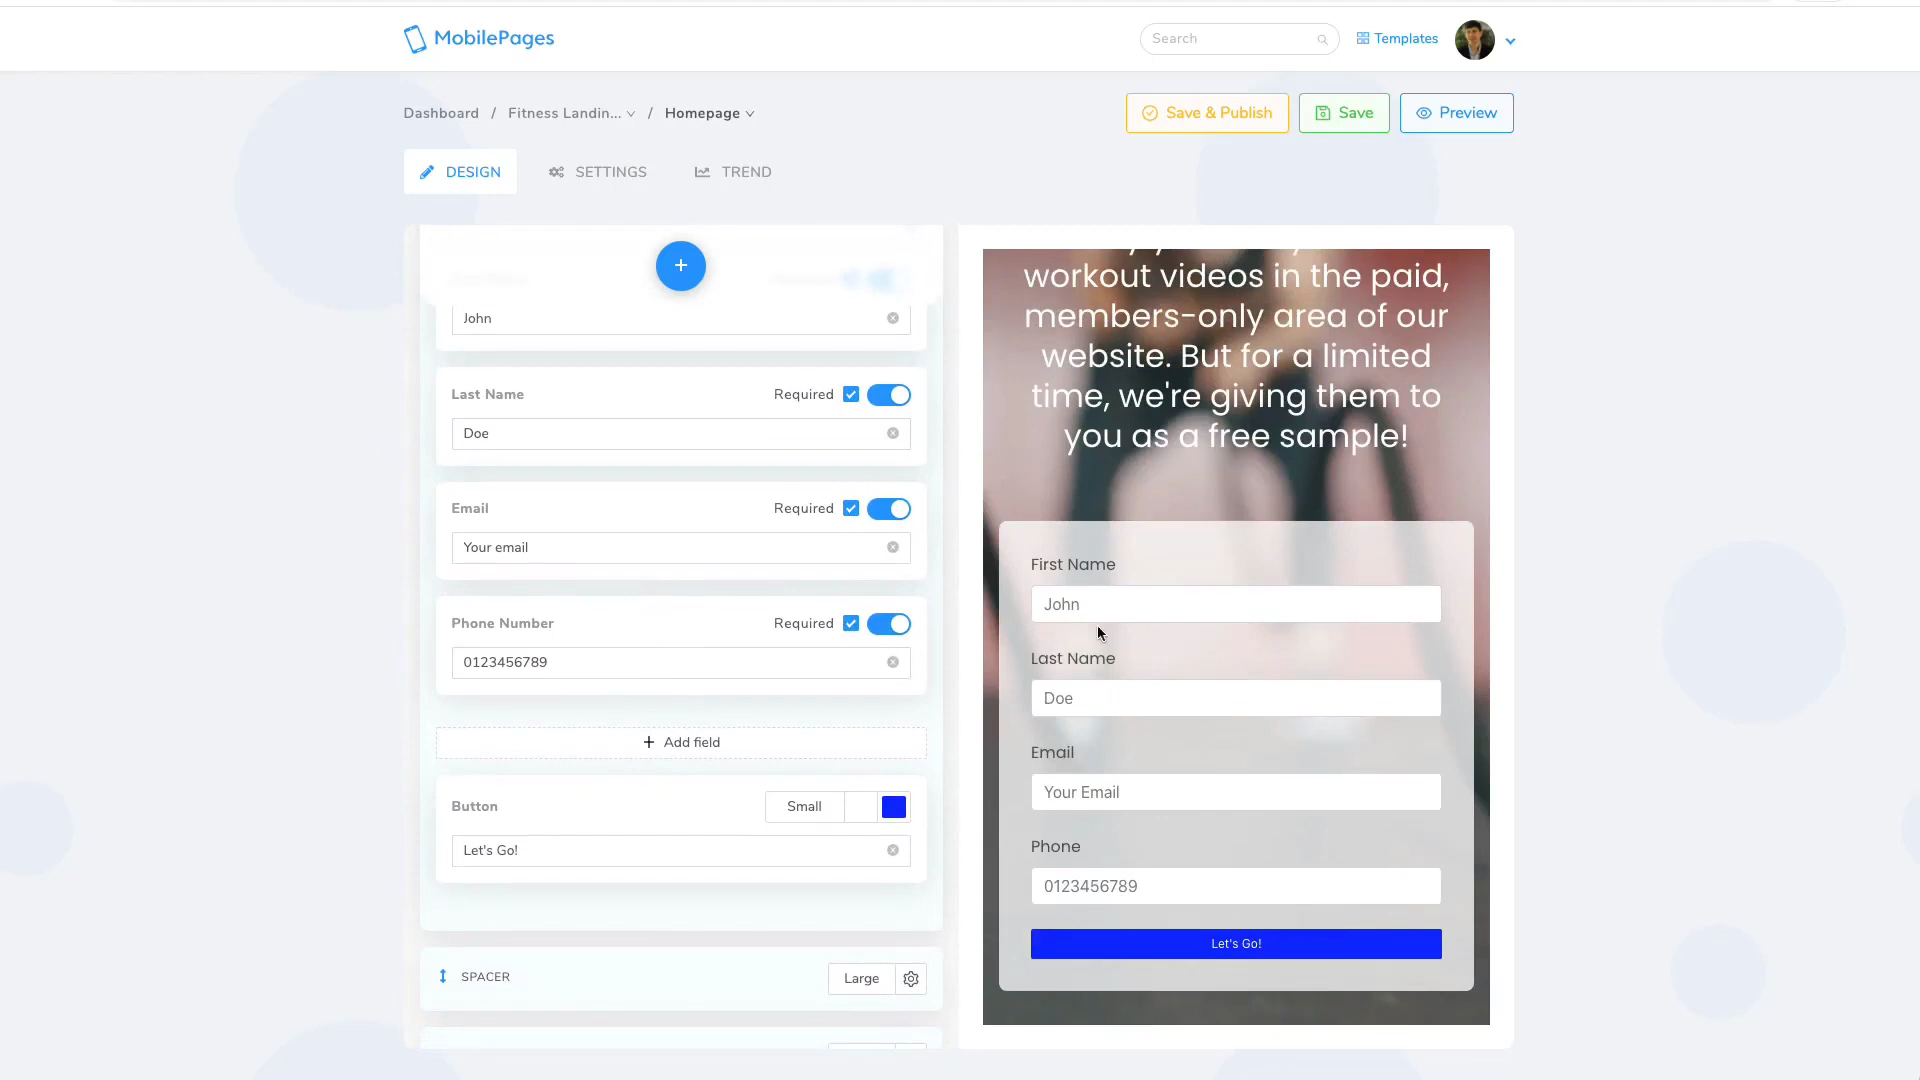 MobilePages
Search
Templates
Dashboard / Fitness Landin... / Homepage
Save & Publish
Save
Preview
DESIGN
SETTINGS
TREND
+
John
Last Name
Required
Doe
Email
Required
Your email
Phone Number
Required
0123456789
+ Add field
Button
Small
Let's Go!
SPACER
Large
workout videos in the paid,
members-only area of our
website. But for a limited
time, we're giving them to
you as a free sample!
First Name
John
Last Name
Doe
Email
Your Email
Phone
0123456789
Let's Go!